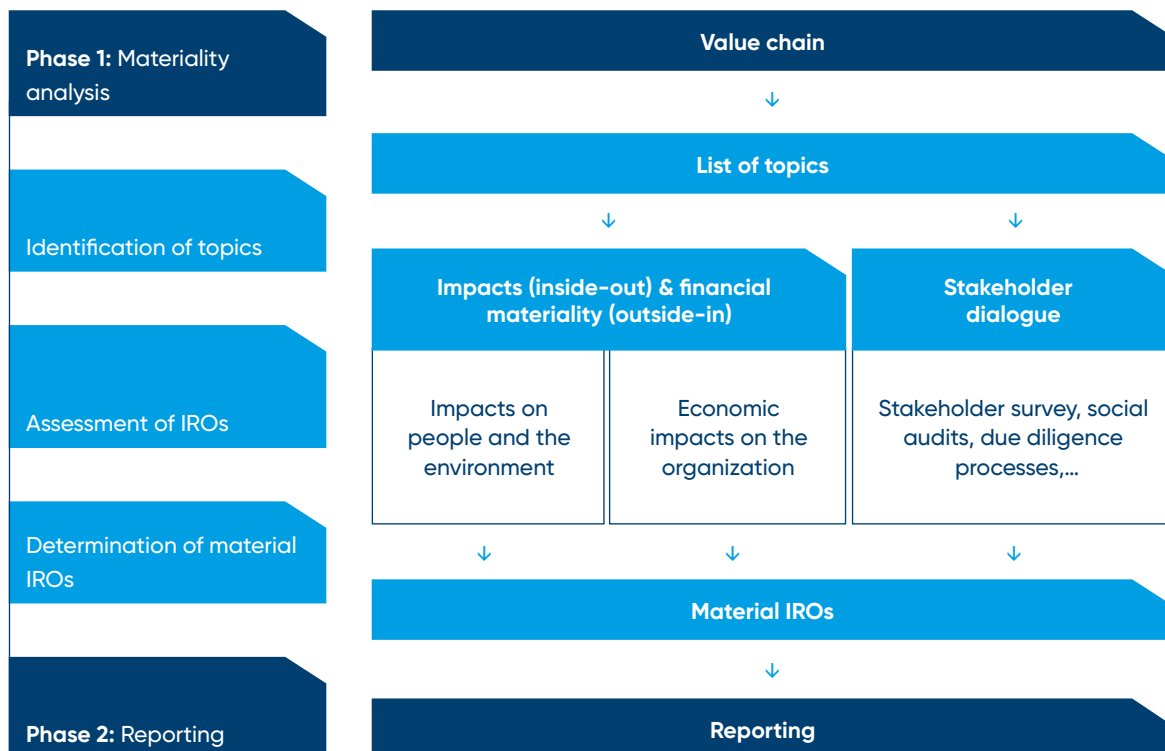 Phase 1: Materiality
analysis
Value chain
↓
List of topics
Identification of topics
↓ ↓
Impacts (inside-out) & financial
materiality (outside-in)
Stakeholder
dialogue
Assessment of IROs
Impacts on
people and the
environment
Economic
impacts on the
organization
Stakeholder survey, social
audits, due diligence
processes,…
Determination of material
IROs
↓ ↓ ↓
Material IROs
↓
Phase 2: Reporting
Reporting